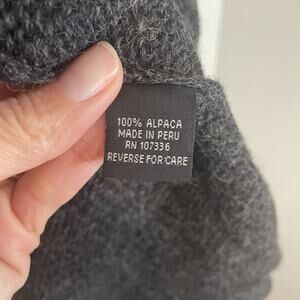 100% ALPACA
MADE IN PERU
RN 107336
REVERSE FOR CARE